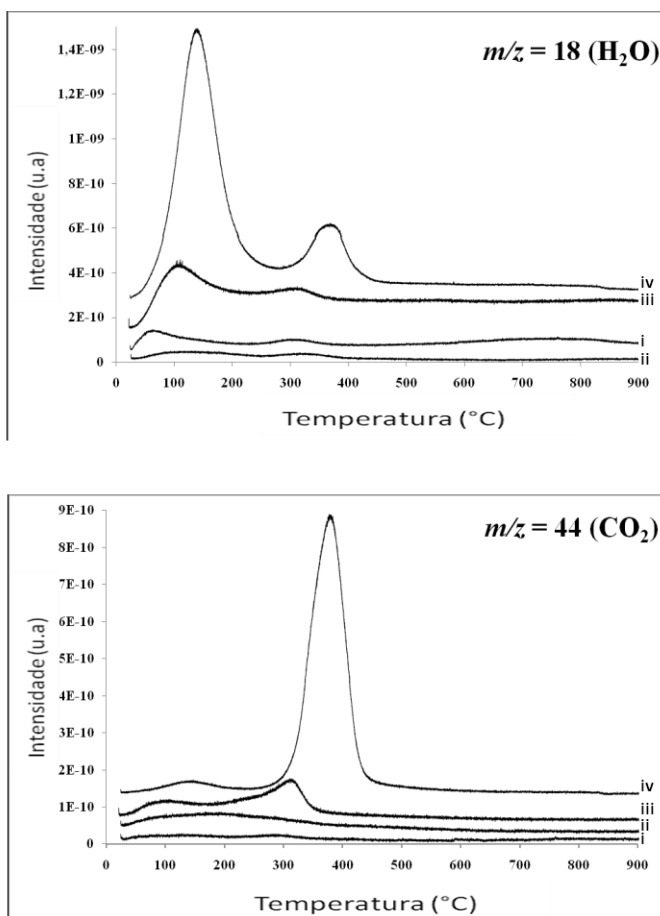 m/z = 18 (H₂O)
Intensidade (u.a)
1,4E-09
1,2E-09
1E-09
8E-10
6E-10
4E-10
2E-10
0
iv
iii
i
ii
0 100 200 300 400 500 600 700 800 900
Temperatura (°C)
m/z = 44 (CO₂)
Intensidade (u.a)
9E-10
8E-10
7E-10
6E-10
5E-10
4E-10
3E-10
2E-10
1E-10
0
iv
iii
ii
i
0 100 200 300 400 500 600 700 800 900
Temperatura (°C)